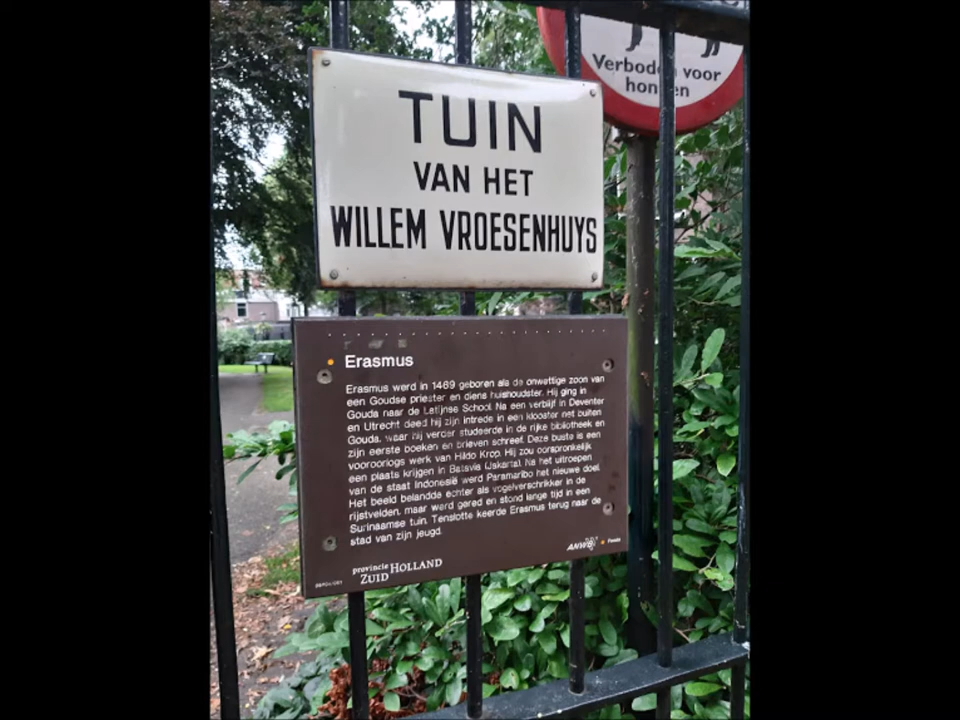 Verboden voor
honden
TUIN
VAN HET
WILLEM VROESENHUYS
Erasmus
Erasmus werd in 1469 geboren als de onwettige zoon van
een Goudse priester en diens huishoudster. Hij ging in
Gouda naar de Latijnse School. Na een verblijf in Deventer
en Utrecht deed hij zijn intrede in een klooster net buiten
Gouda, waar hij verder studeerde in de rijke bibliotheek en
zijn eerste boeken en brieven schreef. Deze buste is een
vooroorlogs werk van Hildo Krop. Hij zou oorspronkelijk
een plaats krijgen in Batavia (Jakarta). Na het uitroepen
van de staat Indonesië werd Paramaribo het nieuwe doel.
Het beeld belandde echter als vogelverschrikker in de
rijstvelden, maar werd gered en stond lange tijd in een
Surinaamse tuin. Tenslotte keerde Erasmus terug naar de
stad van zijn jeugd.
provincie HOLLAND
ZUID
ANWB